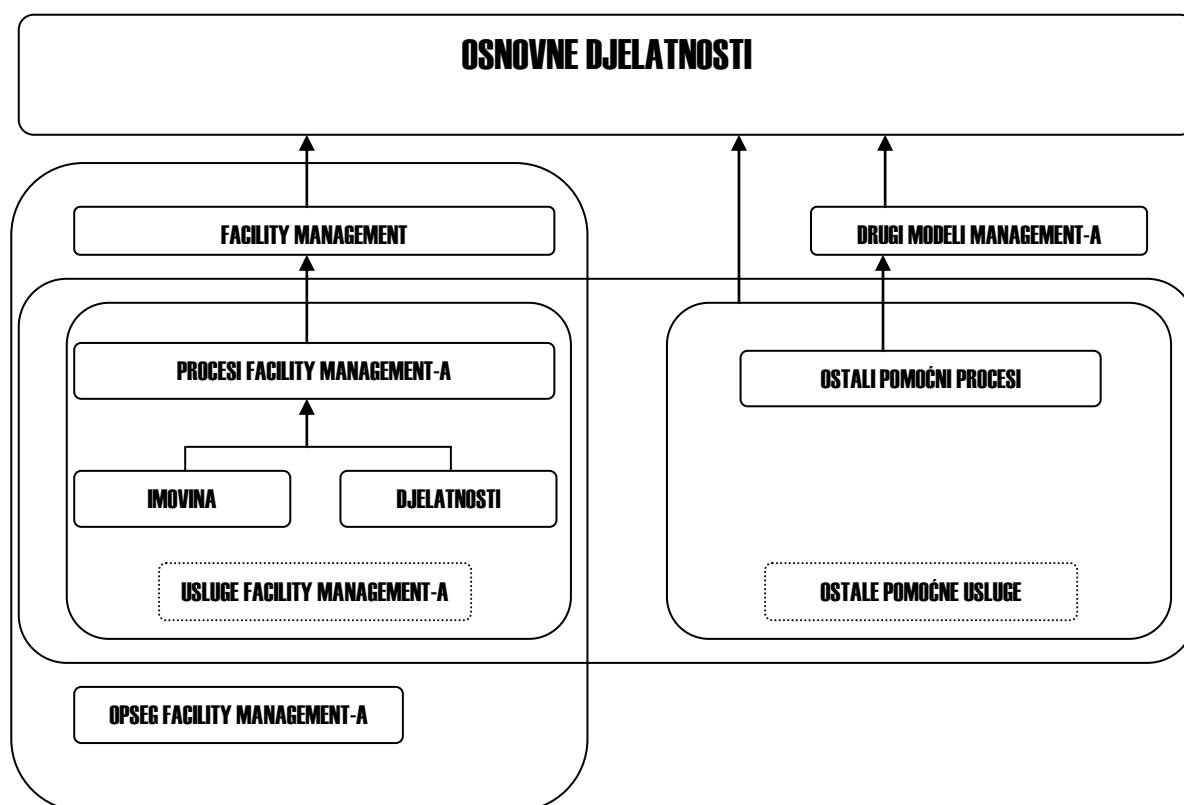 OSNOVNE DJELATNOSTI
FACILITY MANAGEMENT
DRUGI MODELI MANAGEMENT-A
PROCESI FACILITY MANAGEMENT-A
OSTALI POMOĆNI PROCESI
IMOVINA
DJELATNOSTI
USLUGE FACILITY MANAGEMENT-A
OSTALE POMOĆNE USLUGE
OPSEG FACILITY MANAGEMENT-A